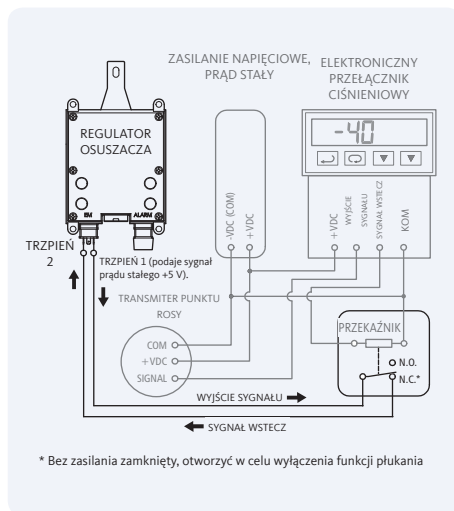 ZASILANIE NAPIĘCIOWE,
PRĄD STAŁY
ELEKTRONICZNY
PRZEŁĄCZNIK
CIŚNIENIOWY
-40
REGULATOR
OSUSZACZA
EM
ALARM
-VDC (COM)
+VDC
+VDC
WYJŚCIE
SYGNAŁU
SYGNAŁ WSTECZ
KOM
TRZPIEŃ
2
TRZPIEŃ 1 (podaje sygnał
prądu stałego +5 V).
TRANSMITER PUNKTU
ROSY
COM
+VDC
SIGNAL
PRZEKAŹNIK
N.O.
N.C.*
WYJŚCIE SYGNAŁU
SYGNAŁ WSTECZ
* Bez zasilania zamknięty, otworzyć w celu wyłączenia funkcji płukania